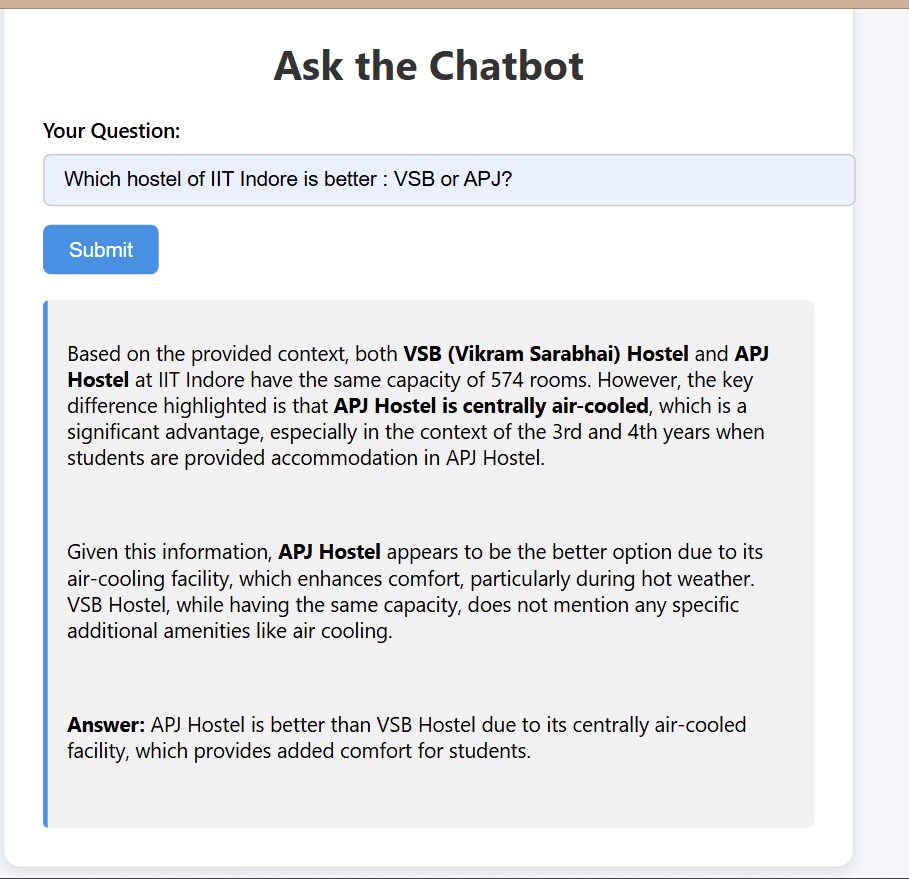 Ask the Chatbot
Your Question:
Which hostel of IIT Indore is better : VSB or APJ?
Submit
Based on the provided context, both VSB (Vikram Sarabhai) Hostel and APJ
Hostel at IIT Indore have the same capacity of 574 rooms. However, the key
difference highlighted is that APJ Hostel is centrally air-cooled, which is a
significant advantage, especially in the context of the 3rd and 4th years when
students are provided accommodation in APJ Hostel.
Given this information, APJ Hostel appears to be the better option due to its
air-cooling facility, which enhances comfort, particularly during hot weather.
VSB Hostel, while having the same capacity, does not mention any specific
additional amenities like air cooling.
Answer: APJ Hostel is better than VSB Hostel due to its centrally air-cooled
facility, which provides added comfort for students.